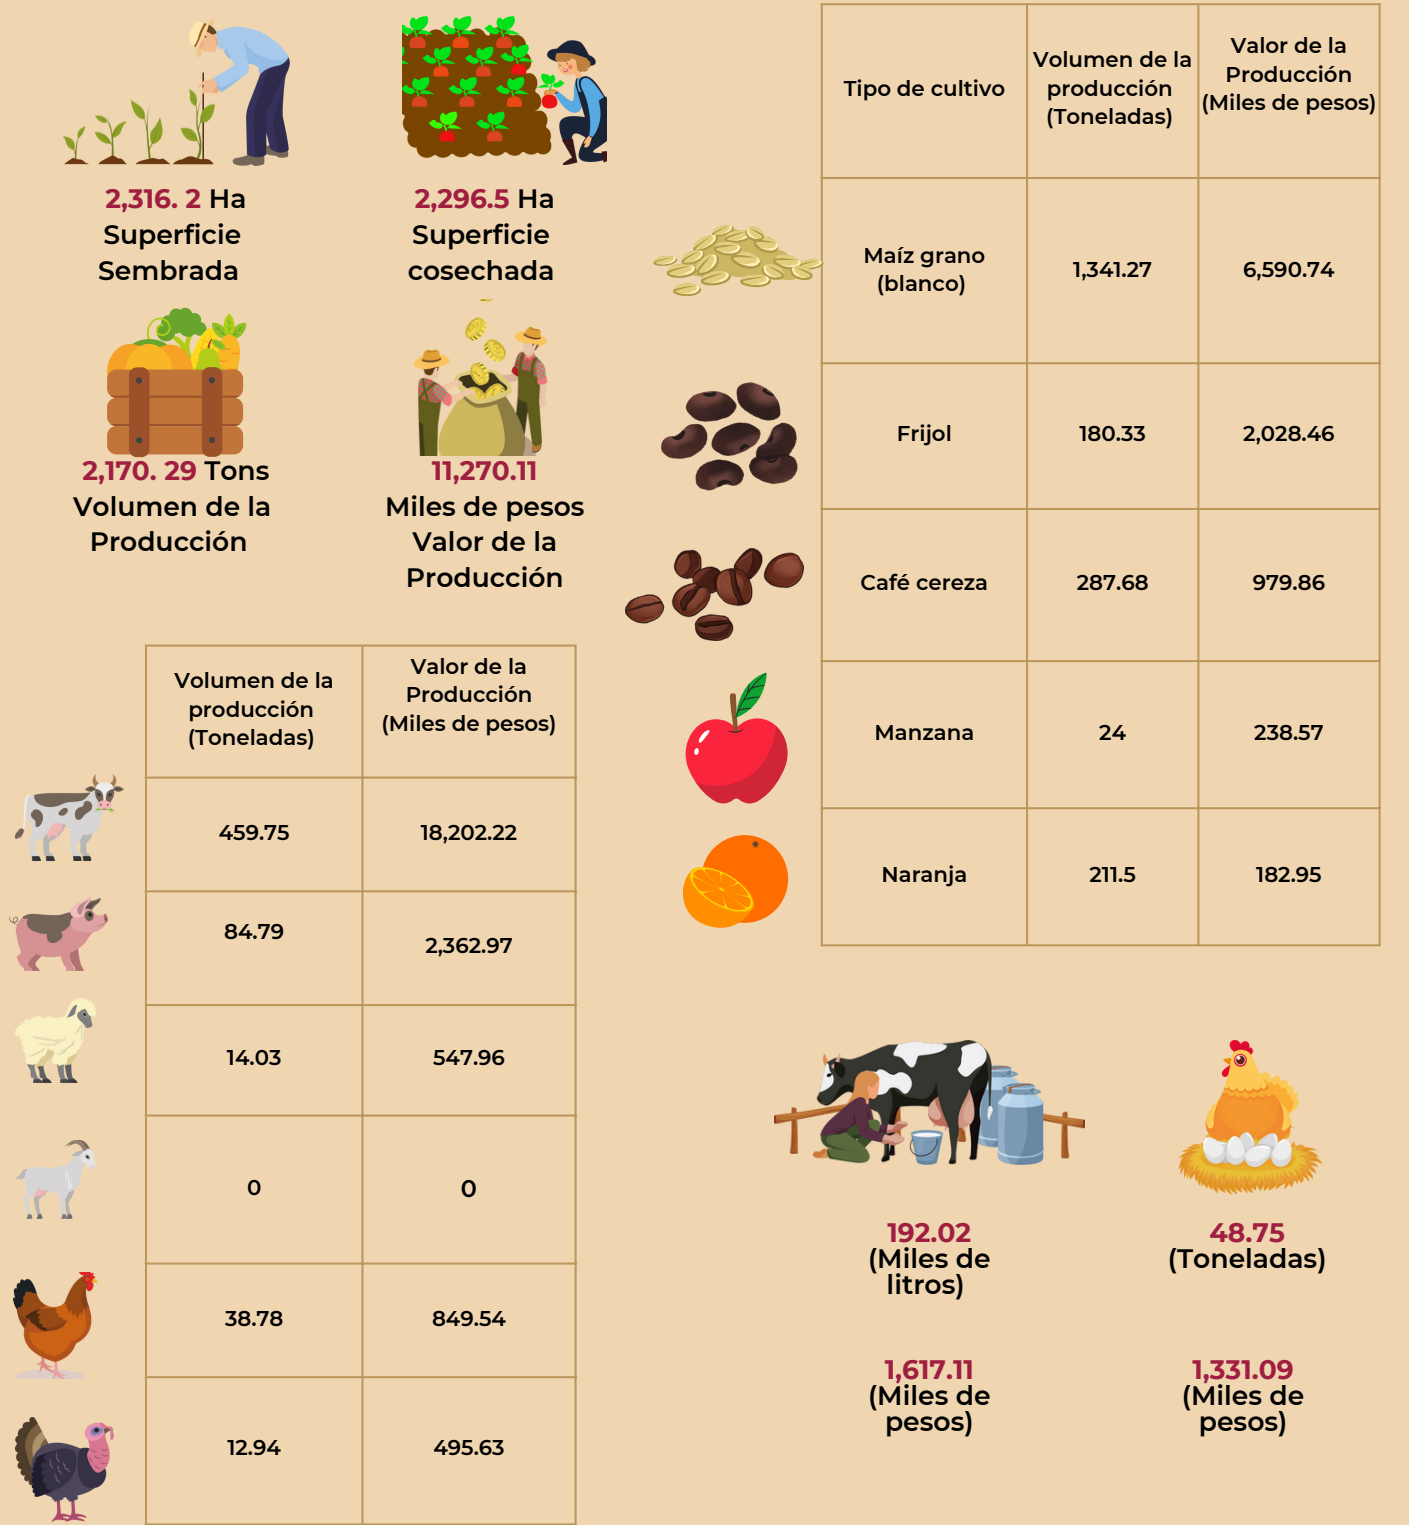 2,316. 2 Ha
Superficie
Sembrada
2,296.5 Ha
Superficie
cosechada
2,170. 29 Tons
Volumen de la
Producción
11,270.11
Miles de pesos
Valor de la
Producción
Tipo de cultivo
Volumen de la
producción
(Toneladas)
Valor de la
Producción
(Miles de pesos)
Maíz grano
(blanco)
1,341.27
6,590.74
Frijol
180.33
2,028.46
Café cereza
287.68
979.86
Manzana
24
238.57
Naranja
211.5
182.95
Volumen de la
producción
(Toneladas)
Valor de la
Producción
(Miles de pesos)
459.75
18,202.22
84.79
2,362.97
14.03
547.96
0
0
38.78
849.54
12.94
495.63
192.02
(Miles de
litros)
1,617.11
(Miles de
pesos)
48.75
(Toneladas)
1,331.09
(Miles de
pesos)